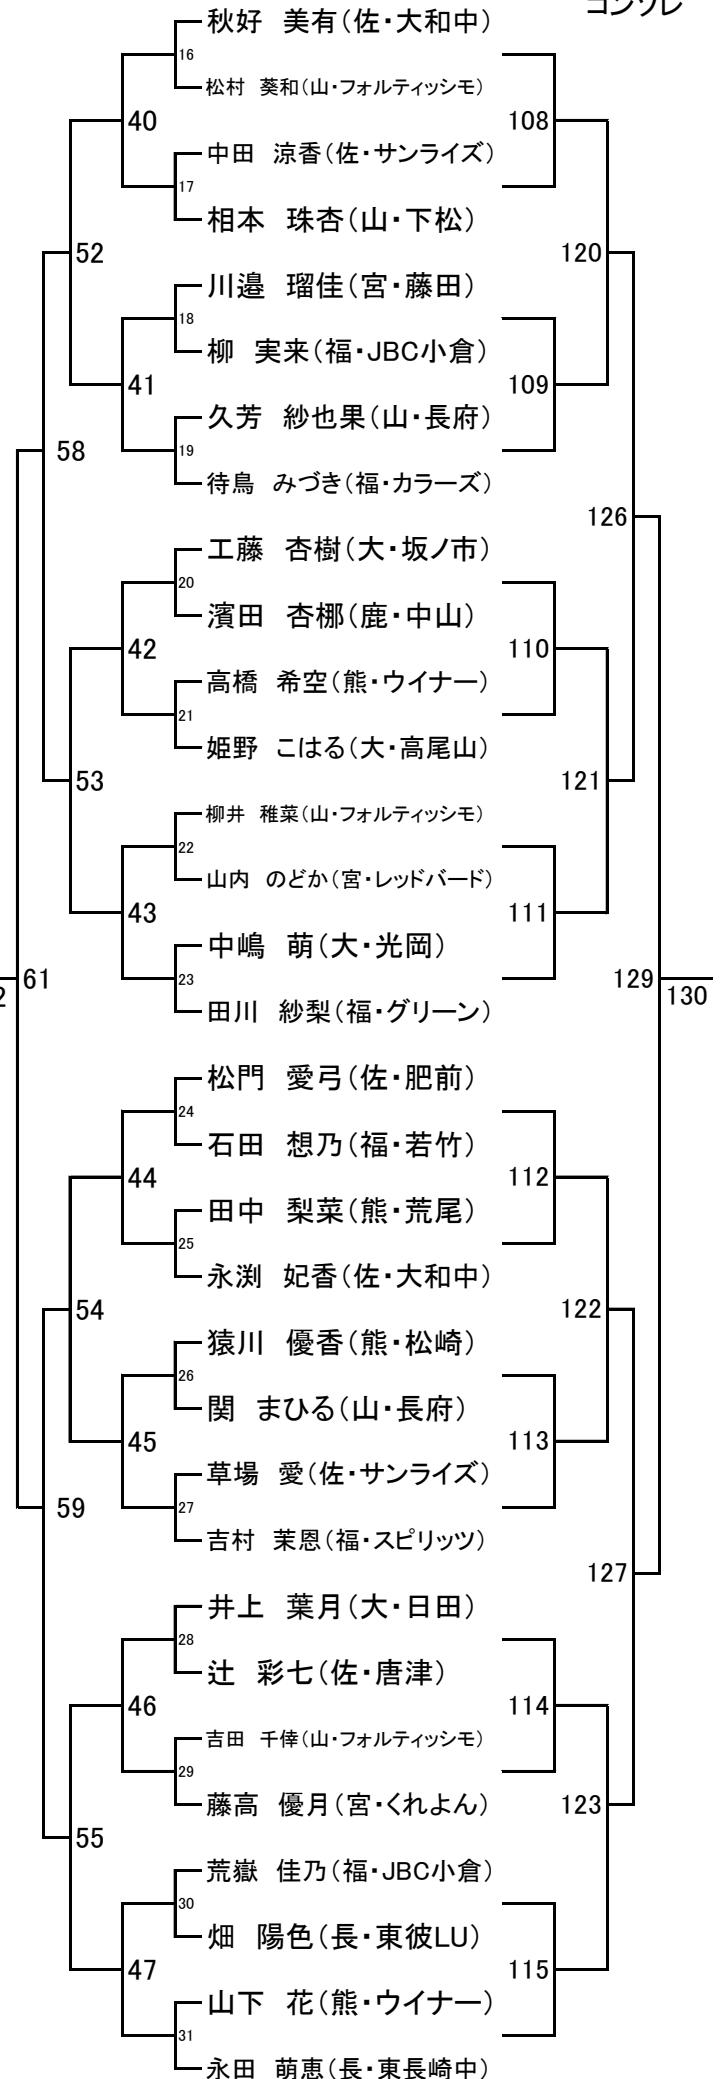 コンソレ
秋好 美有(佐・大和中)
16
松村 葵和(山・フォルティッシモ)
40
108
中田 涼香(佐・サンライズ)
17
相本 珠杏(山・下松)
52
120
川邉 瑠佳(宮・藤田)
18
柳 実来(福・JBC小倉)
41
109
久芳 紗也果(山・長府)
58
19
待鳥 みづき(福・カラーズ)
126
工藤 杏樹(大・坂ノ市)
20
濱田 杏梛(鹿・中山)
42
110
高橋 希空(熊・ウイナー)
21
姫野 こはる(大・高尾山)
53
121
柳井 稚菜(山・フォルティッシモ)
22
山内 のどか(宮・レッドバード)
43
111
中嶋 萌(大・光岡)
61
23
129
2
130
田川 紗梨(福・グリーン)
松門 愛弓(佐・肥前)
24
石田 想乃(福・若竹)
44
112
田中 梨菜(熊・荒尾)
25
永渕 妃香(佐・大和中)
54
122
猿川 優香(熊・松崎)
26
関 まひる(山・長府)
45
113
草場 愛(佐・サンライズ)
59
27
吉村 茉恩(福・スピリッツ)
127
井上 葉月(大・日田)
28
辻 彩七(佐・唐津)
46
114
吉田 千倖(山・フォルティッシモ)
29
藤高 優月(宮・くれよん)
123
55
荒嶽 佳乃(福・JBC小倉)
30
畑 陽色(長・東彼LU)
47
115
山下 花(熊・ウイナー)
31
永田 萌恵(長・東長崎中)